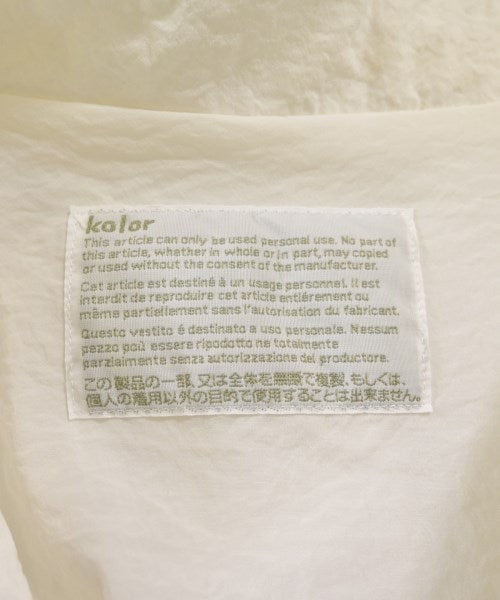 kolor
This article can only be used personal use. No part of
this article, whether in whole or in part, may copied
or used without the consent of the manufacturer.
Cet article est destiné à un usage personnel. Il est
interdit de reproduire cet article entiérement ou
même partiellement sens l'autorisation du fabricant.
Questo vestito é destinato a uso personale. Nessum
pezzo poù essere ripodotto ne totalmente
parzialmente senza autorizzazione del productore.
この製品の一部、又は全体を無断で複製、もしくは、
個人の着用以外の目的で使用することは出来ません。